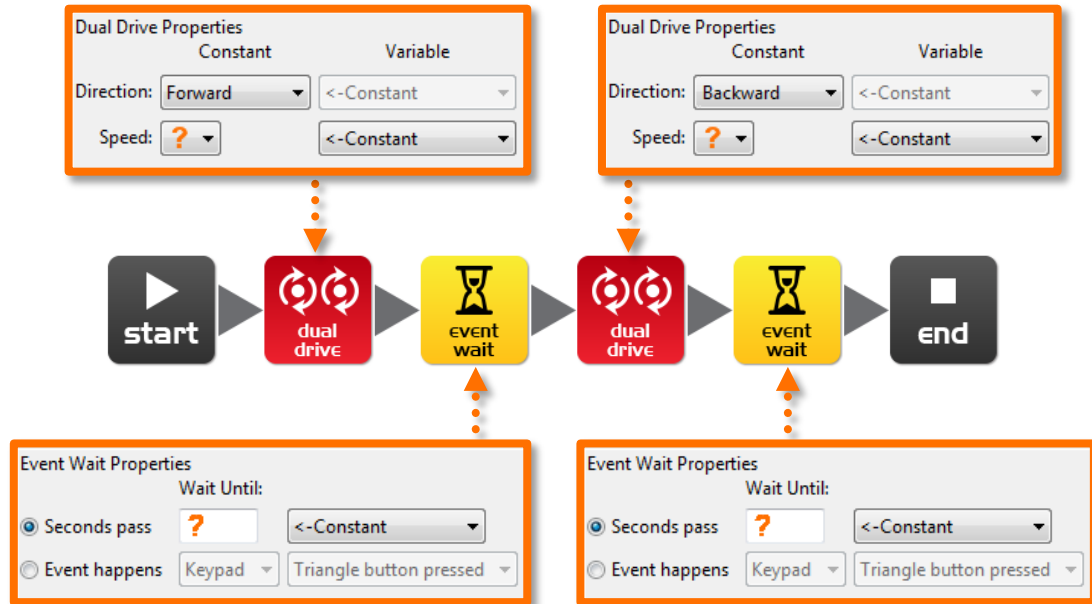 Dual Drive Properties
Constant Variable
Direction: Forward <-Constant
Speed: ? <-Constant
Dual Drive Properties
Constant Variable
Direction: Backward <-Constant
Speed: ? <-Constant
start
dual
drive
event
wait
dual
drive
event
wait
end
Event Wait Properties
Wait Until:
Seconds pass ? <-Constant
Event happens Keypad Triangle button pressed
Event Wait Properties
Wait Until:
Seconds pass ? <-Constant
Event happens Keypad Triangle button pressed